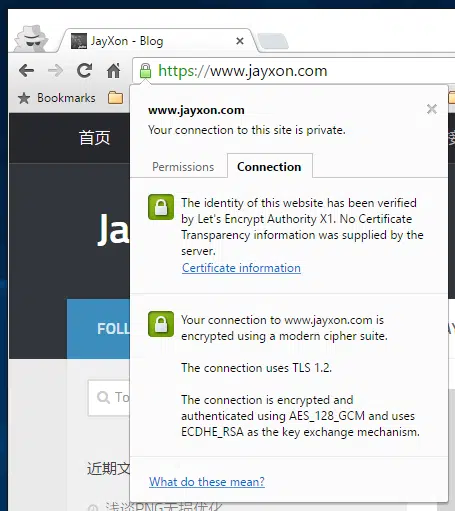 JayXon - Blog
https://www.jayxon.com
Bookmarks
www.jayxon.com
Your connection to this site is private.
首页
Permissions
Connection
The identity of this website has been verified
by Let's Encrypt Authority X1. No Certificate
Transparency information was supplied by the
server.
Certificate information
Ja
FOLL
Your connection to www.jayxon.com is
encrypted using a modern cipher suite.
The connection uses TLS 1.2.
To
The connection is encrypted and
authenticated using AES_128_GCM and uses
ECDHE_RSA as the key exchange mechanism.
近期文
What do these mean?
浅谈PNG无损优化